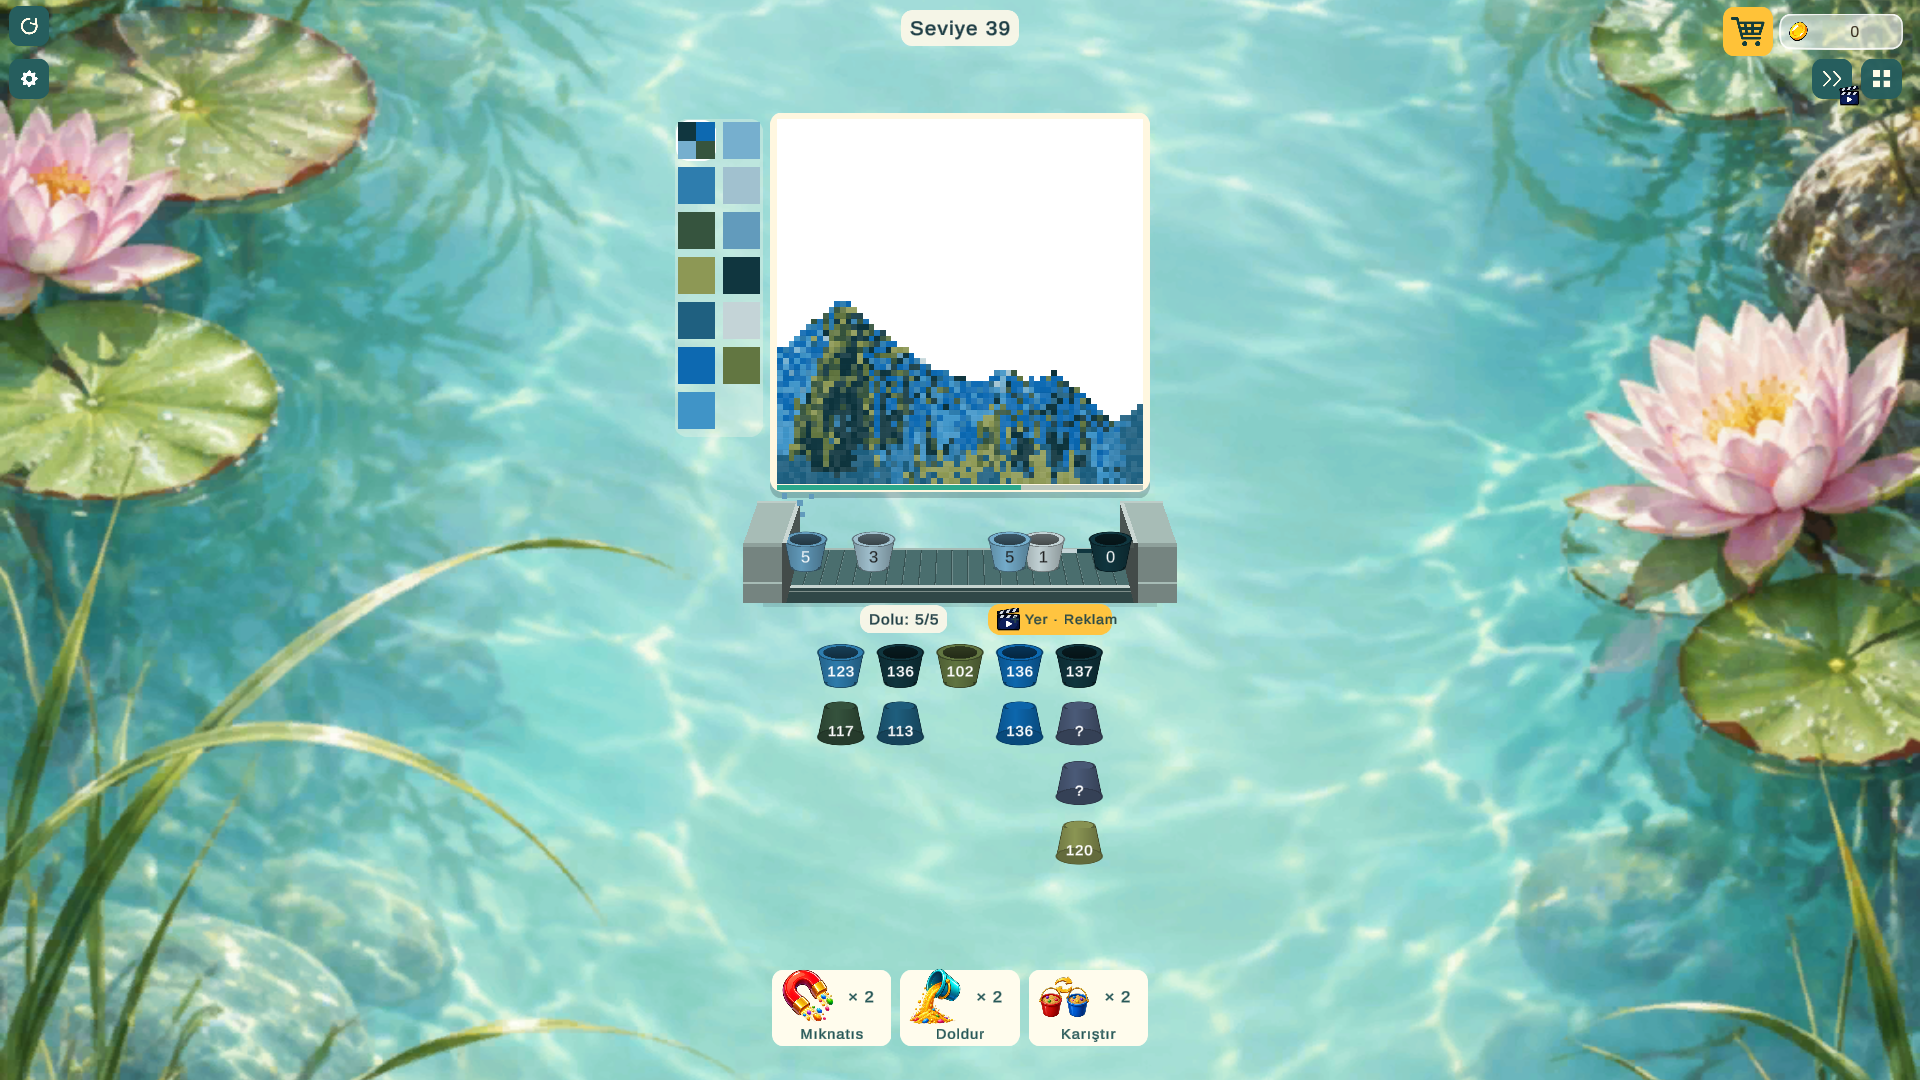 Seviye 39
0
5 3 5 1 0
Dolu: 5/5
Yer · Reklam
123 136 102 136 137
117 113 136 ?
?
120
× 2 × 2 × 2
Mıknatıs Doldur Karıştır